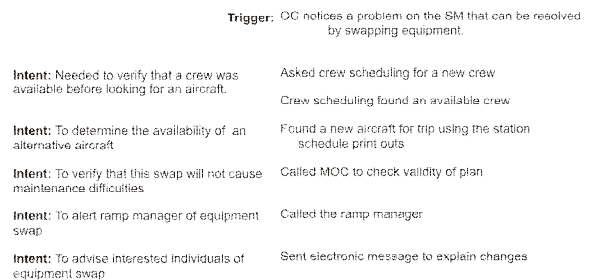 Trigger: OC notices a problem on the SM that can be resolved
by swapping equipment.
Intent: Needed to verify that a crew was
available before looking for an aircraft.
Asked crew scheduling for a new crew
Crew scheduling found an available crew
Intent: To determine the availability of an
alternative aircraft
Found a new aircraft for trip using the station
schedule print outs
Intent: To verify that this swap will not cause
maintenance difficulties
Called MOC to check validity of plan
Intent: To alert ramp manager of equipment
swap
Called the ramp manager
Intent: To advise interested individuals of
equipment swap
Sent electronic message to explain changes